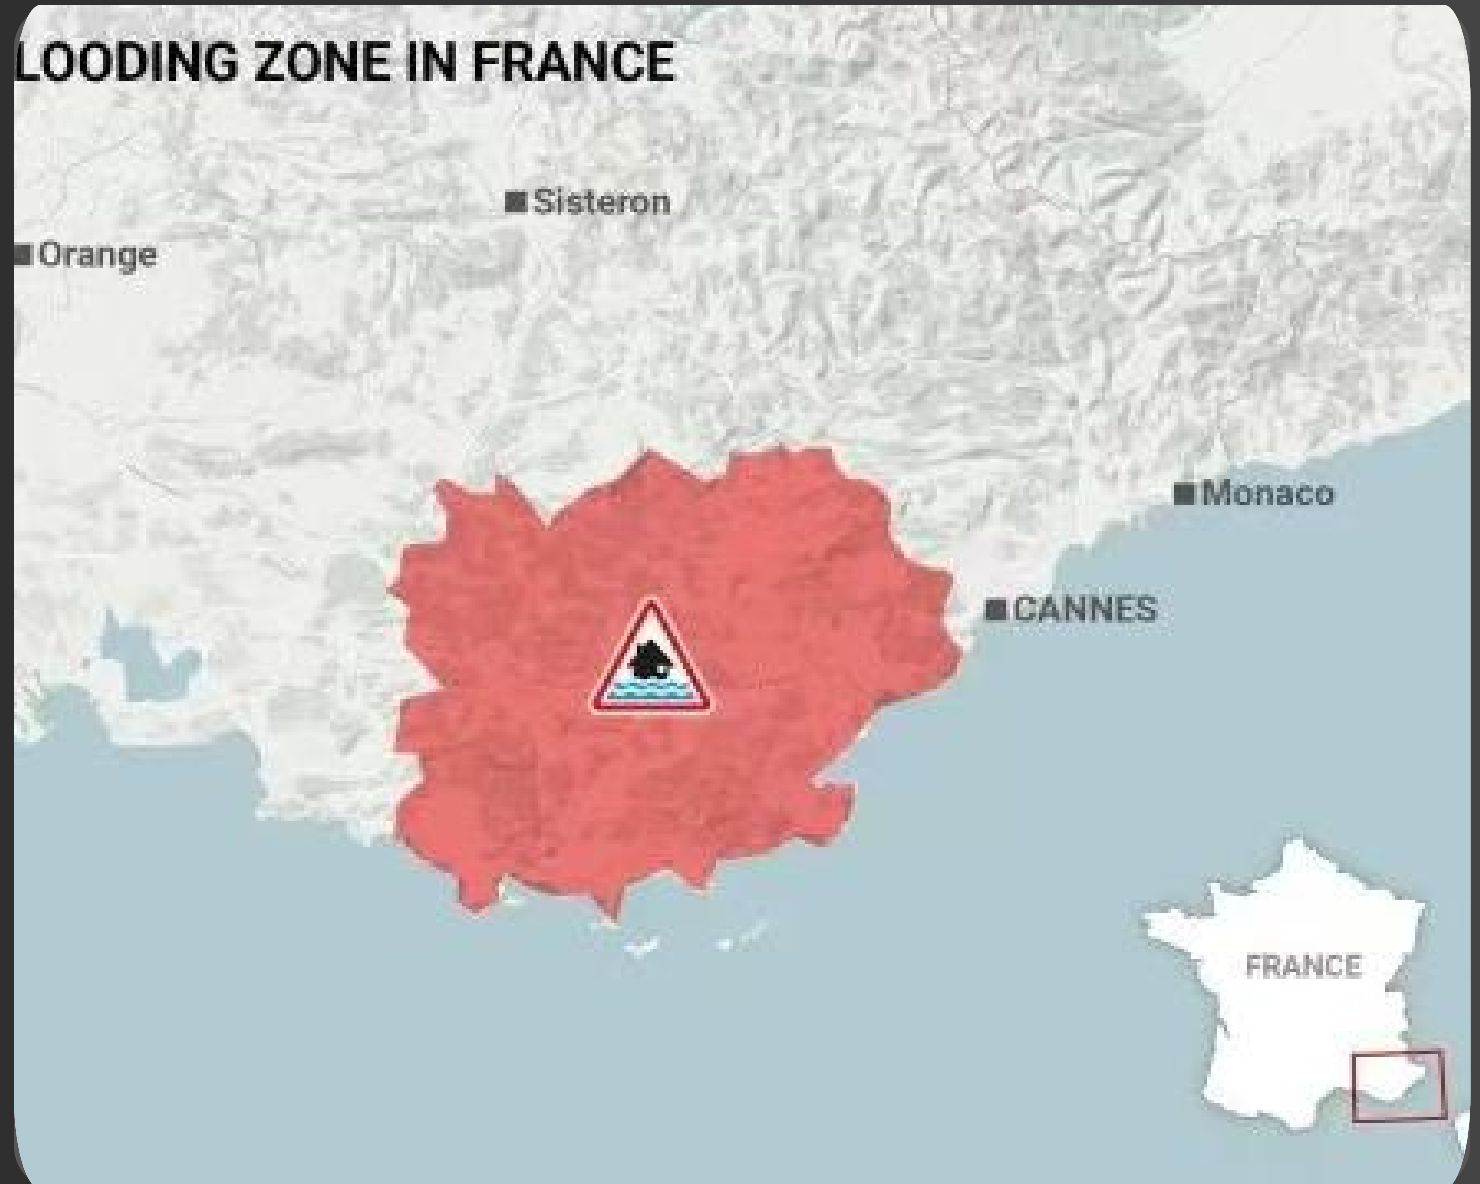 LOODING ZONE IN FRANCE
Sisteron
Orange
Monaco
CANNES
FRANCE